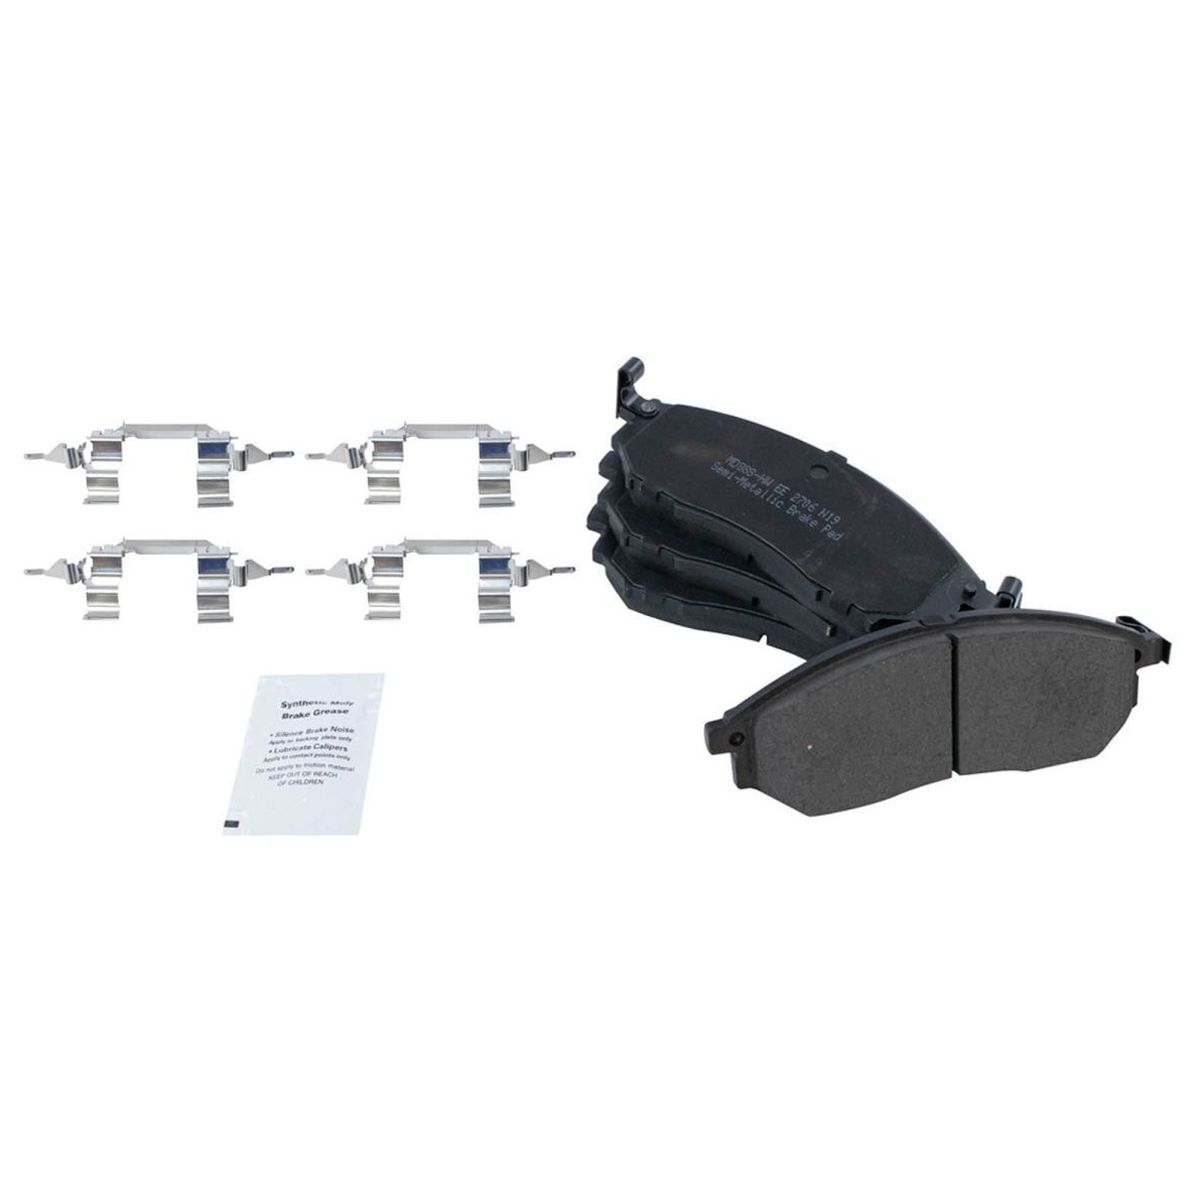 MD888-HW EE 2706 N19
Semi-Metallic Brake Pad
Synthetic Moly
Brake Grease
• Silence Brake Noise
Apply to backing plate only
• Lubricate Calipers
Apply to contact points only
Do not apply to friction material
KEEP OUT OF REACH
OF CHILDREN